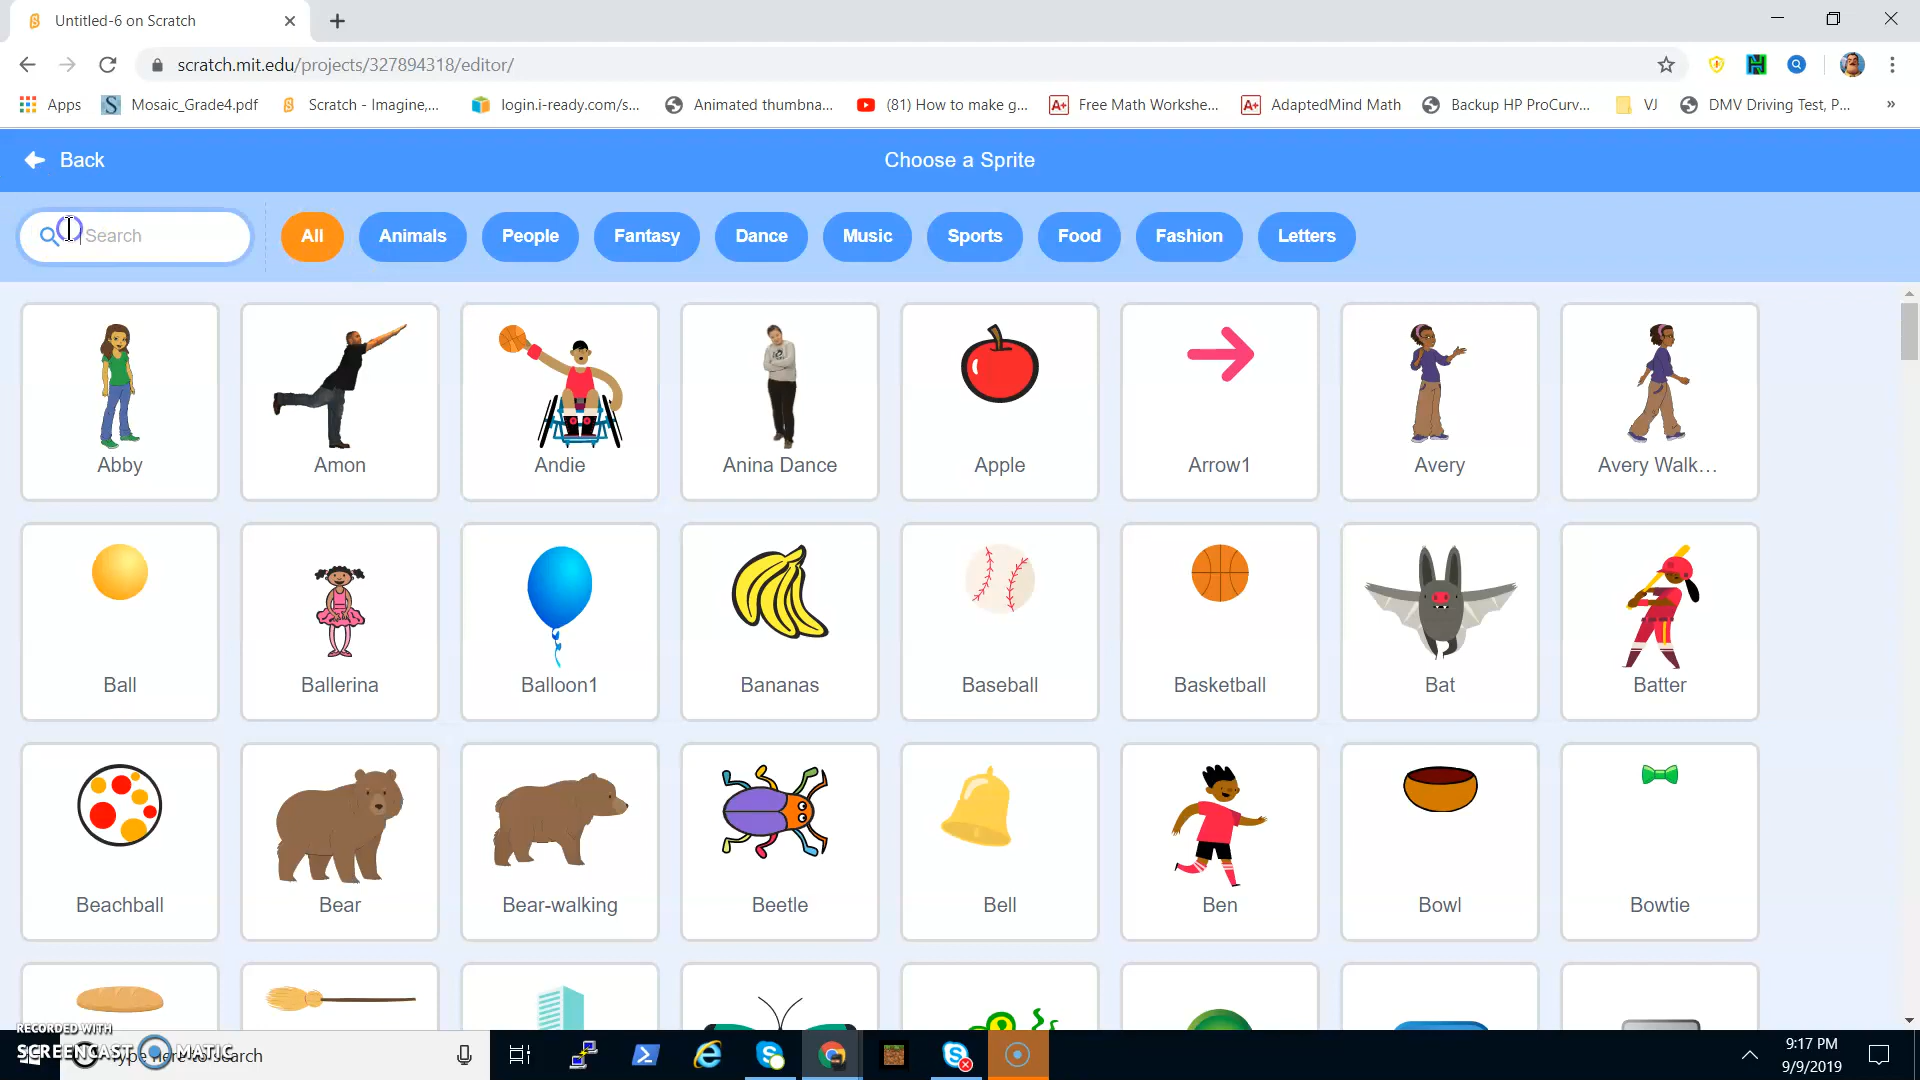 Untitled-6 on Scratch
scratch.mit.edu/projects/327894318/editor/
Apps Mosaic_Grade4.pdf Scratch - Imagine,... login.i-ready.com/s... Animated thumbna... (81) How to make g... Free Math Workshe... AdaptedMind Math Backup HP ProCurv... VJ DMV Driving Test, P... »
Back Choose a Sprite
Search All Animals People Fantasy Dance Music Sports Food Fashion Letters
Abby Amon Andie Anina Dance Apple Arrow1 Avery Avery Walk...
Ball Ballerina Balloon1 Bananas Baseball Basketball Bat Batter
Beachball Bear Bear-walking Beetle Bell Ben Bowl Bowtie
RECORDED WITH
SCREENCAST MATIC
Type here to search
9:17 PM
9/9/2019